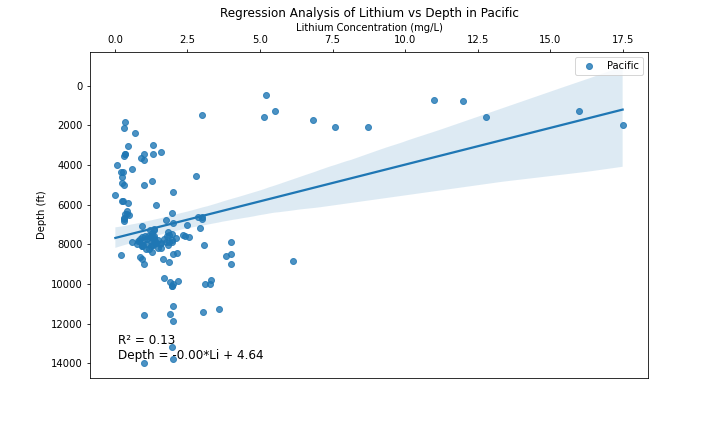 Regression Analysis of Lithium vs Depth in Pacific
Lithium Concentration (mg/L)
0.0 2.5 5.0 7.5 10.0 12.5 15.0 17.5
Pacific
0
2000
4000
6000
8000
10000
12000
14000
Depth (ft)
R² = 0.13
Depth = -0.00*Li + 4.64